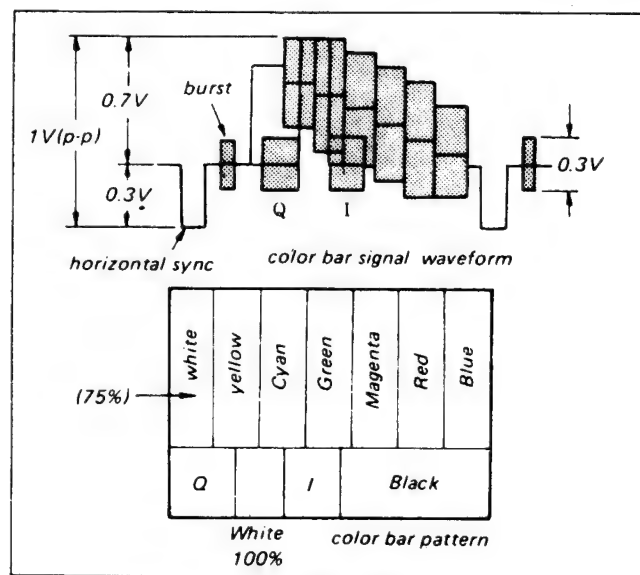 0.7V
burst
1V(p-p)
0.3V
0.3V
Q
I
horizontal sync
color bar signal waveform
white
yellow
Cyan
Green
Magenta
Red
Blue
(75%)
Q
I
Black
White
100%
color bar pattern